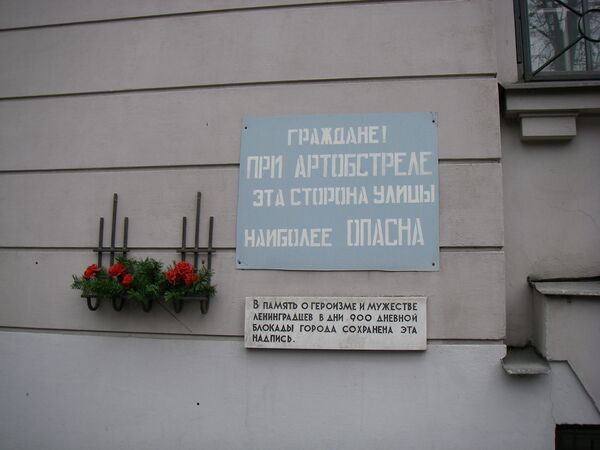 ГРАЖДАНЕ!
ПРИ АРТОБСТРЕЛЕ
ЭТА СТОРОНА УЛИЦЫ
НАИБОЛЕЕ ОПАСНА
В ПАМЯТЬ О ГЕРОИЗМЕ И МУЖЕСТВЕ
ЛЕНИНГРАДЦЕВ В ДНИ 900 ДНЕВНОЙ
БЛОКАДЫ ГОРОДА СОХРАНЕНА ЭТА
НАДПИСЬ.